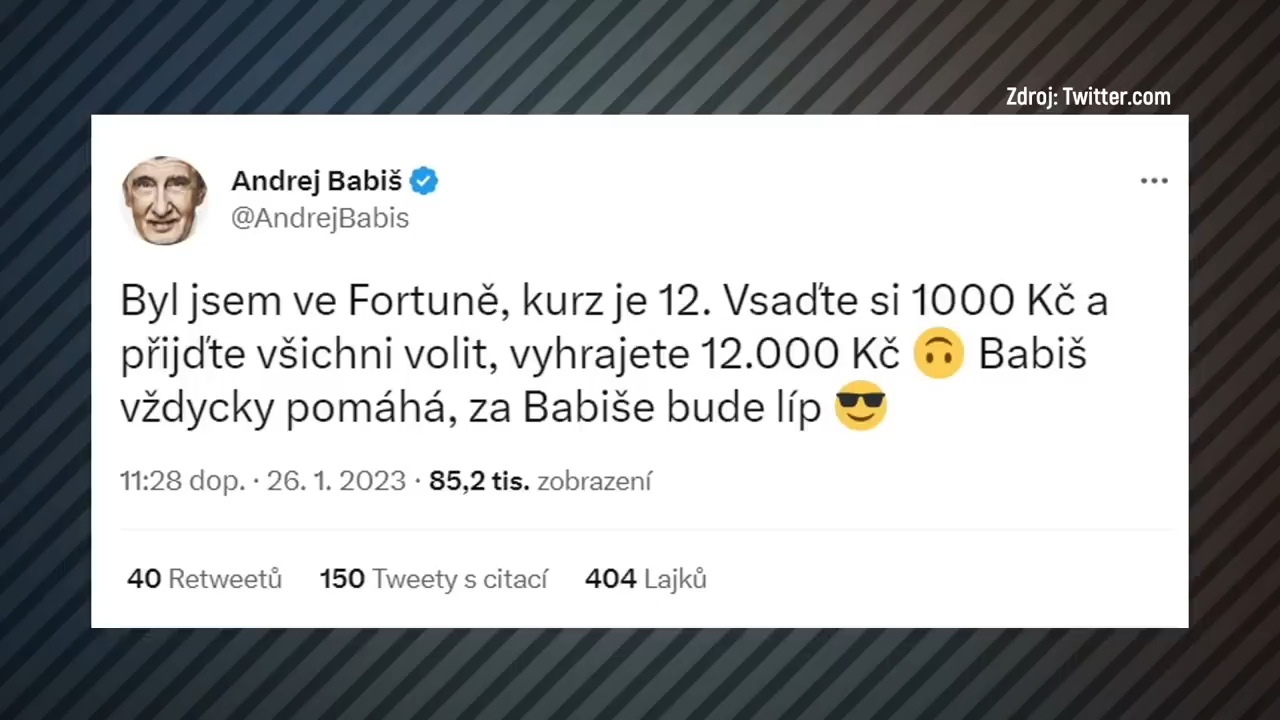 Zdroj: Twitter.com
Andrej Babiš
@AndrejBabis
Byl jsem ve Fortuně, kurz je 12. Vsaďte si 1000 Kč a
přijďte všichni volit, vyhrajete 12.000 Kč 🙃 Babiš
vždycky pomáhá, za Babiše bude líp 😎
11:28 dop. · 26. 1. 2023 · 85,2 tis. zobrazení
40 Retweetů 150 Tweety s citací 404 Lajků